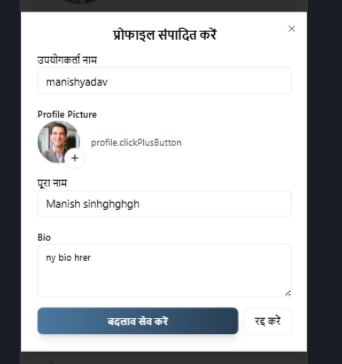 प्रोफाइल संपादित करें
उपयोगकर्ता नाम
manishyadav
Profile Picture
profile.clickPlusButton
पूरा नाम
Manish sinhghghgh
Bio
ny bio hrer
बदलाव सेव करें
रद्द करें